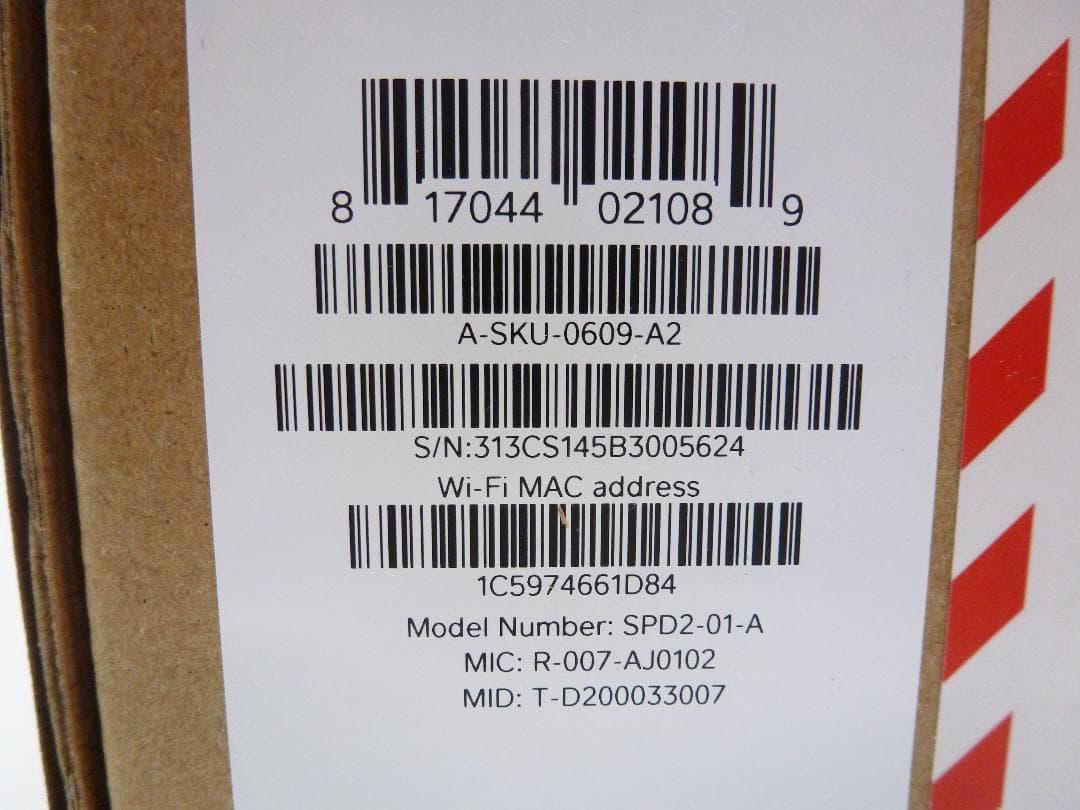 8 17044 02108 9
A-SKU-0609-A2
S/N:313CS145B3005624
Wi-Fi MAC address
1C5974661D84
Model Number: SPD2-01-A
MIC: R-007-AJ0102
MID: T-D200033007